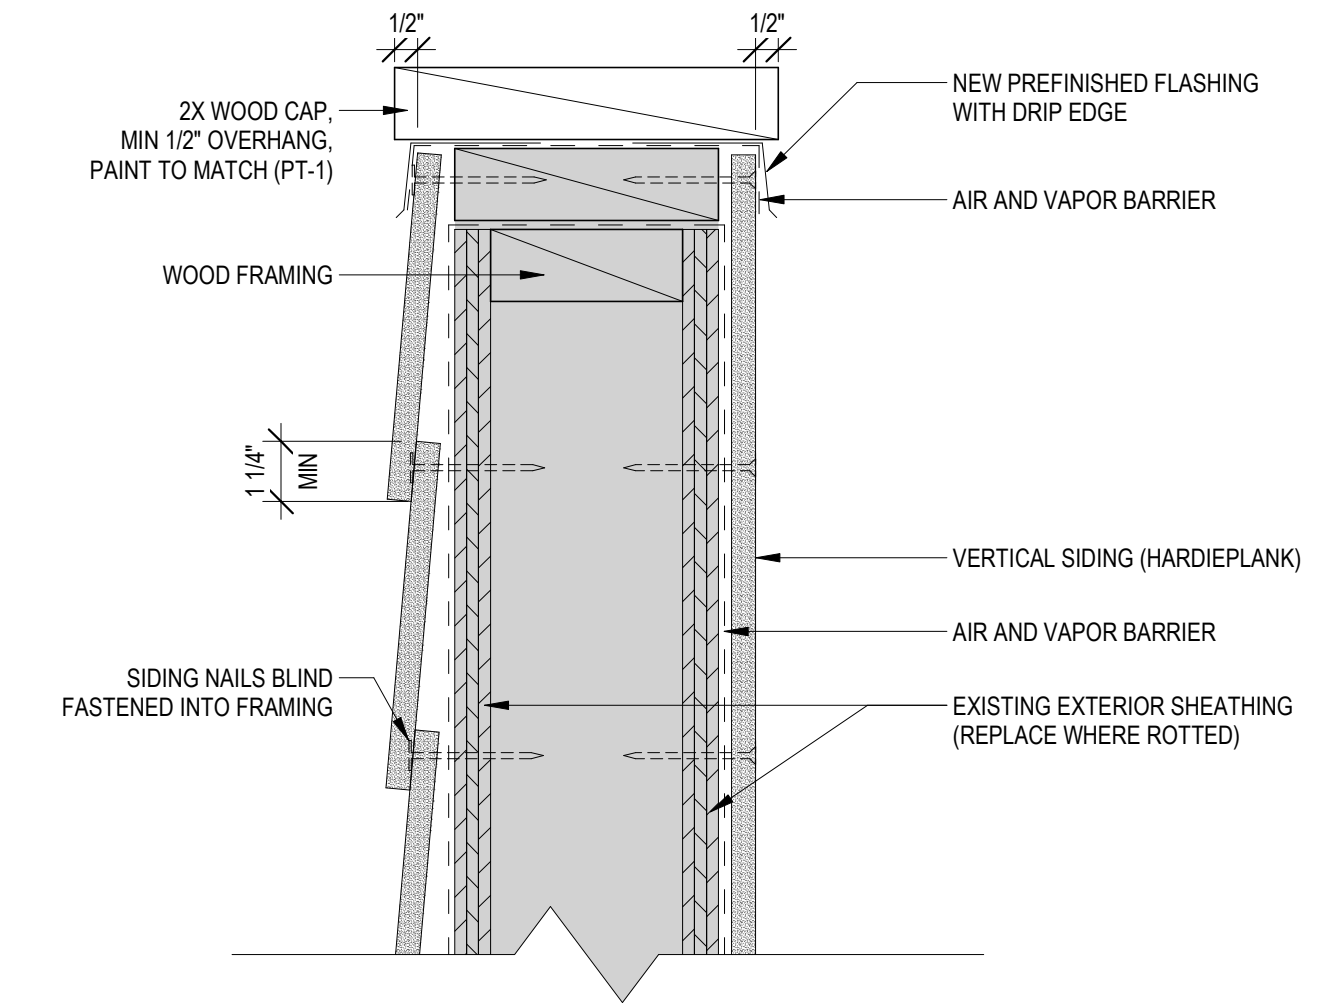 1/2"
1/2"
2X WOOD CAP,
MIN 1/2" OVERHANG,
PAINT TO MATCH (PT-1)
NEW PREFINISHED FLASHING
WITH DRIP EDGE
AIR AND VAPOR BARRIER
WOOD FRAMING
1 1/4"
MIN
VERTICAL SIDING (HARDIEPLANK)
AIR AND VAPOR BARRIER
SIDING NAILS BLIND
FASTENED INTO FRAMING
EXISTING EXTERIOR SHEATHING
(REPLACE WHERE ROTTED)